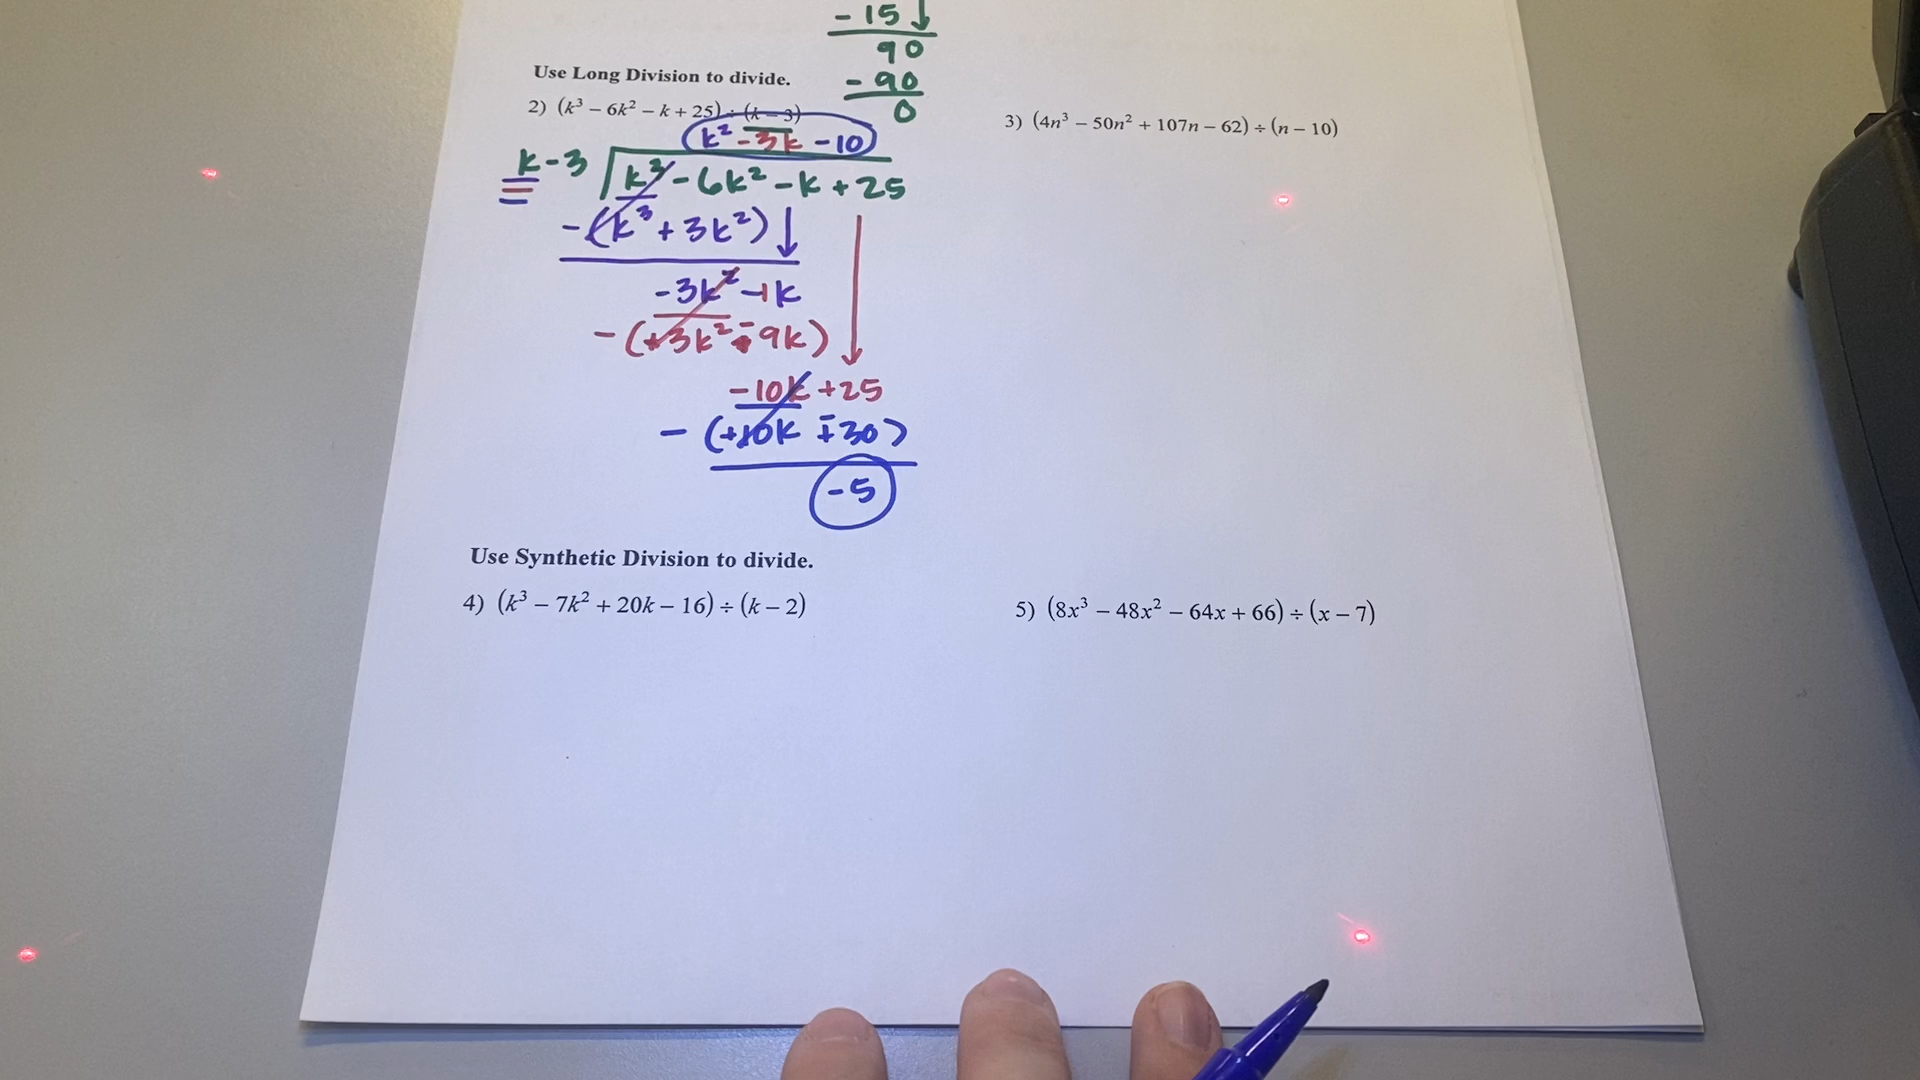 - 15↓
90
- 90
0
Use Long Division to divide.
2) (k³ – 6k² – k + 25) ÷ (k – 3)
k² - 3k - 10
k - 3 k³ - 6k² - k + 25
- (k³ + 3k²) ↓
-3k² - 1k
- (+3k² - 9k)
-10k + 25
- (+10k - 30)
-5
3) (4n³ – 50n² + 107n – 62) ÷ (n – 10)
Use Synthetic Division to divide.
4) (k³ – 7k² + 20k – 16) ÷ (k – 2)
5) (8x³ – 48x² – 64x + 66) ÷ (x – 7)